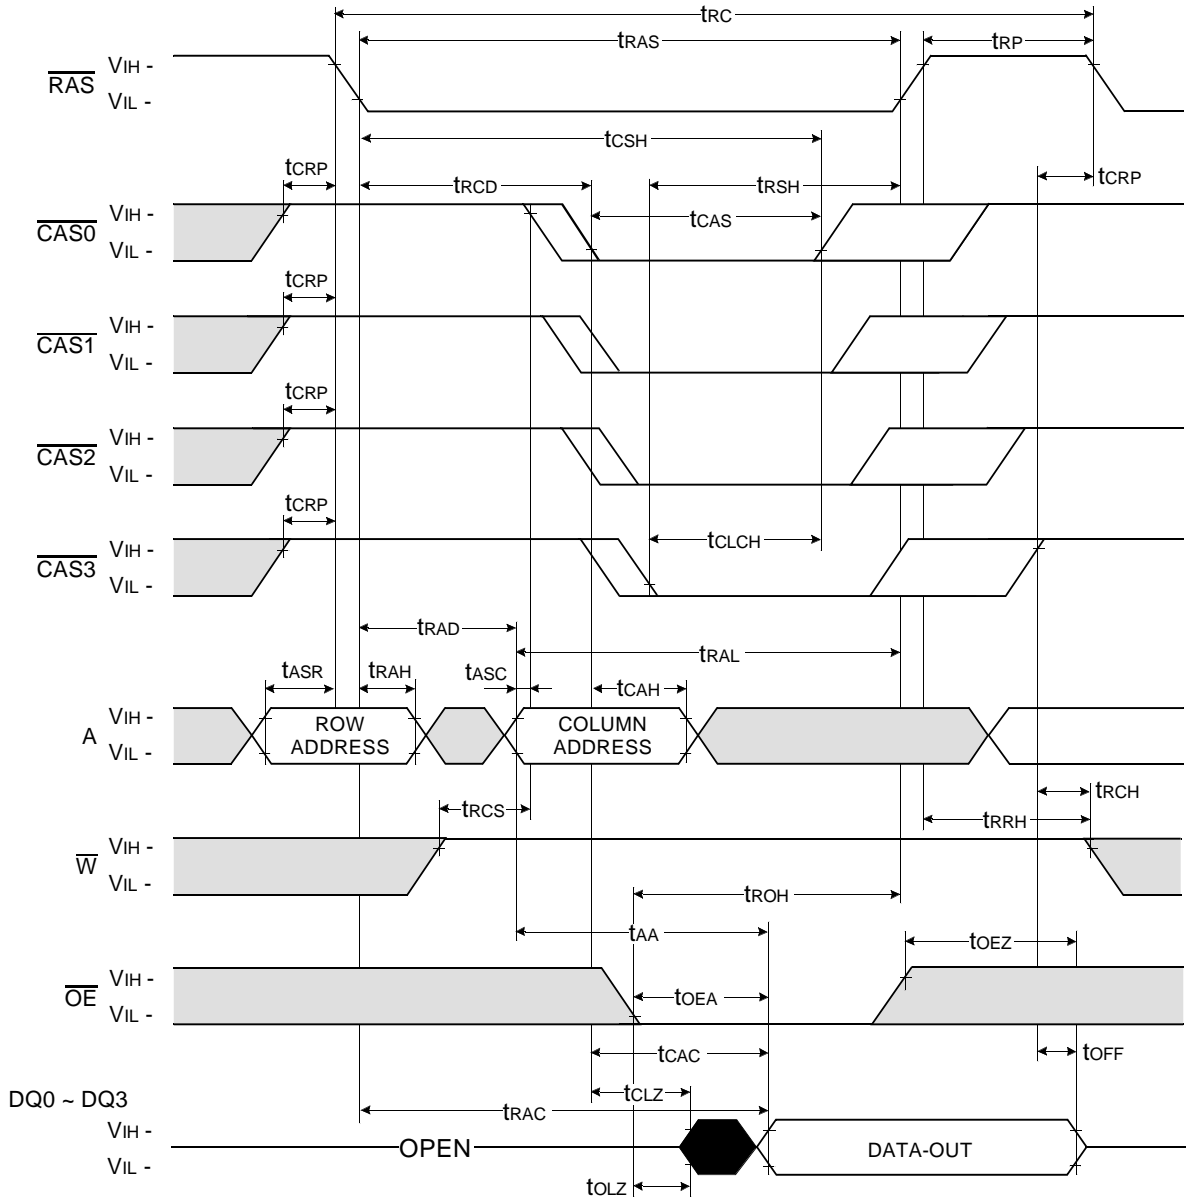 tRC
tRAS
tRP
RAS
VIH -
VIL -
tCSH
tCRP
tRCD
tRSH
tCRP
CAS0
VIH -
VIL -
tCAS
tCRP
CAS1
VIH -
VIL -
tCRP
CAS2
VIH -
VIL -
tCRP
CAS3
VIH -
VIL -
tCLCH
tRAD
tRAL
tASR
tRAH
tASC
tCAH
A
VIH -
VIL -
ROW
ADDRESS
COLUMN
ADDRESS
tRCS
tRCH
tRRH
W
VIH -
VIL -
tROH
tAA
tOEZ
OE
VIH -
VIL -
tOEA
tCAC
tOFF
tCLZ
DQ0 ~ DQ3
tRAC
VIH -
VIL -
OPEN
DATA-OUT
tOLZ